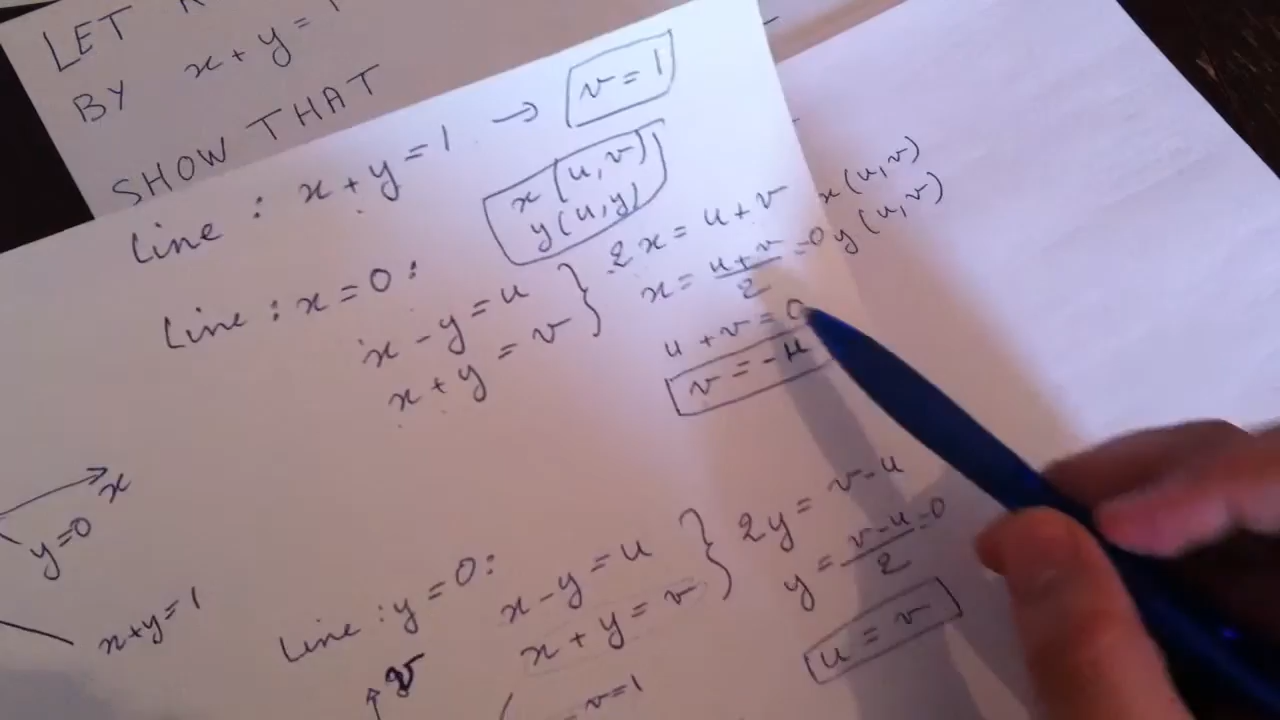 LET
BY x+y=1
SHOW THAT
Line : x+y=1 → v=1
x(u,v)
y(u,y)
Line : x=0 :
x-y=u } 2x=u+v x(u,v)
x+y=v x=u+v/2=0 y(u,v)
u+v=0
v=-u
x
y=0
x+y=1
Line : y=0 :
x-y=u } 2y=v-u
x+y=v y=v-u/2=0
u=v
v
v=1